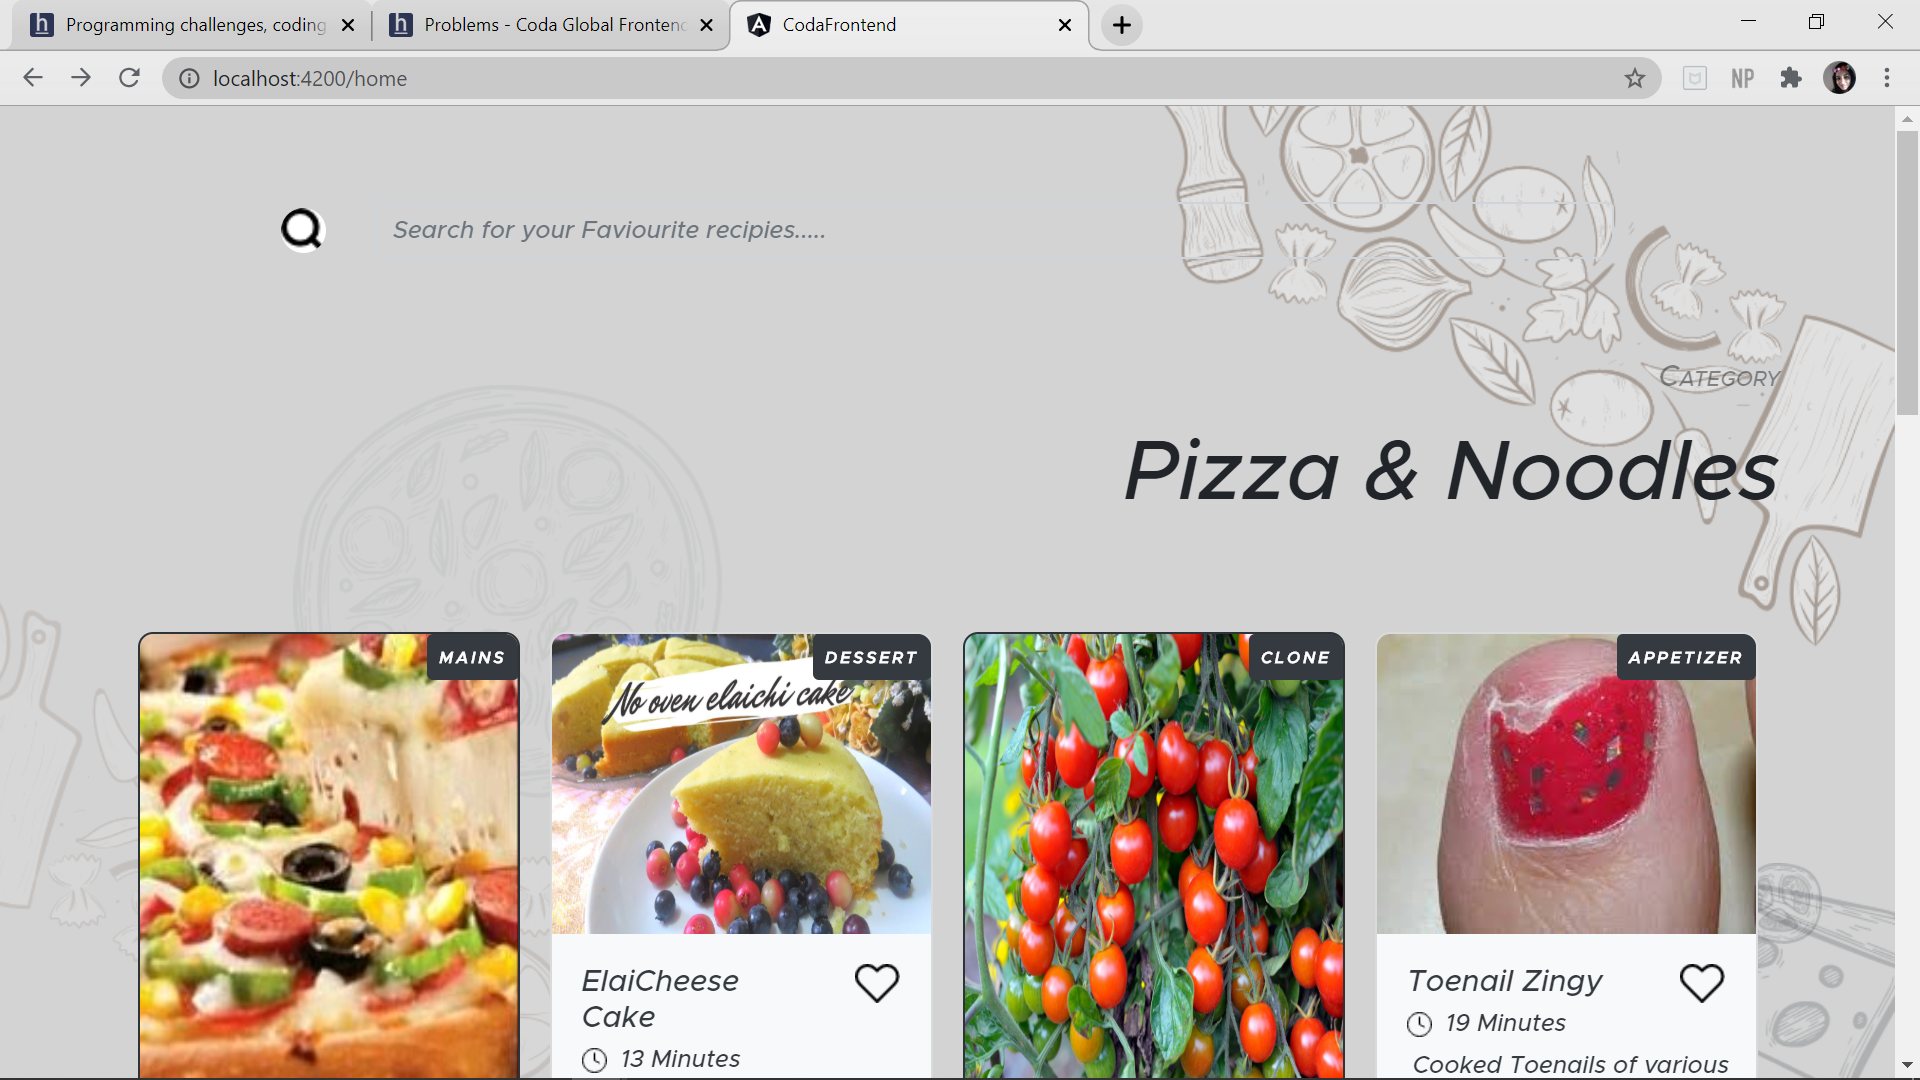 Programming challenges, coding
Problems - Coda Global Frontend
CodaFrontend
localhost:4200/home
NP
Search for your Faviourite recipies.....
Category
Pizza & Noodles
MAINS
DESSERT
CLONE
APPETIZER
No oven elaichi cake
ElaiCheese
Cake
13 Minutes
Toenail Zingy
19 Minutes
Cooked Toenails of various